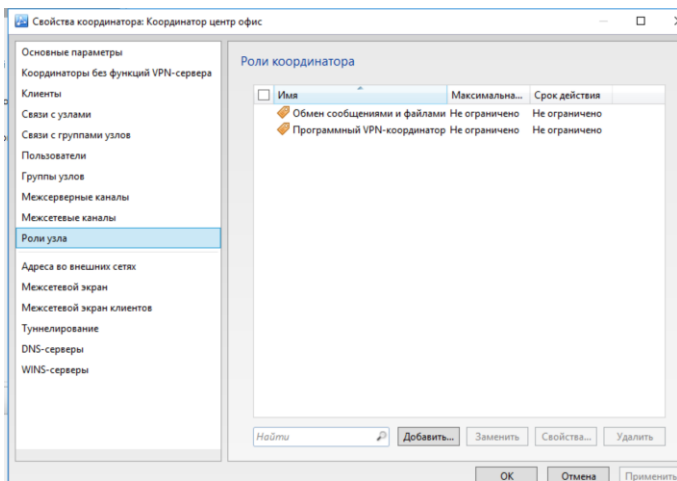 Свойства координатора: Координатор центр офис
Основные параметры
Координаторы без функций VPN-сервера
Клиенты
Связи с узлами
Связи с группами узлов
Пользователи
Группы узлов
Межсерверные каналы
Межсетевые каналы
Роли узла
Адреса во внешних сетях
Межсетевой экран
Межсетевой экран клиентов
Туннелирование
DNS-серверы
WINS-серверы
Роли координатора
Имя Максимальна... Срок действия
Обмен сообщениями и файлами Не ограничено Не ограничено
Программный VPN-координатор Не ограничено Не ограничено
Найти Добавить... Заменить Свойства... Удалить
OK Отмена Применить